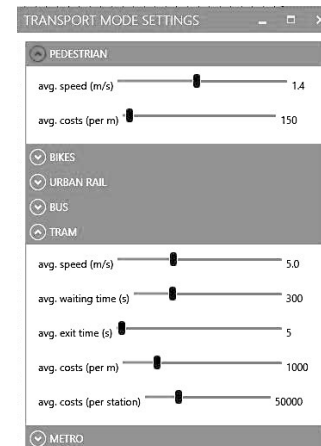 TRANSPORT MODE SETTINGS
PEDESTRIAN
avg. speed (m/s) 1.4
avg. costs (per m) 150
BIKES
URBAN RAIL
BUS
TRAM
avg. speed (m/s) 5.0
avg. waiting time (s) 300
avg. exit time (s) 5
avg. costs (per m) 1000
avg. costs (per station) 50000
METRO